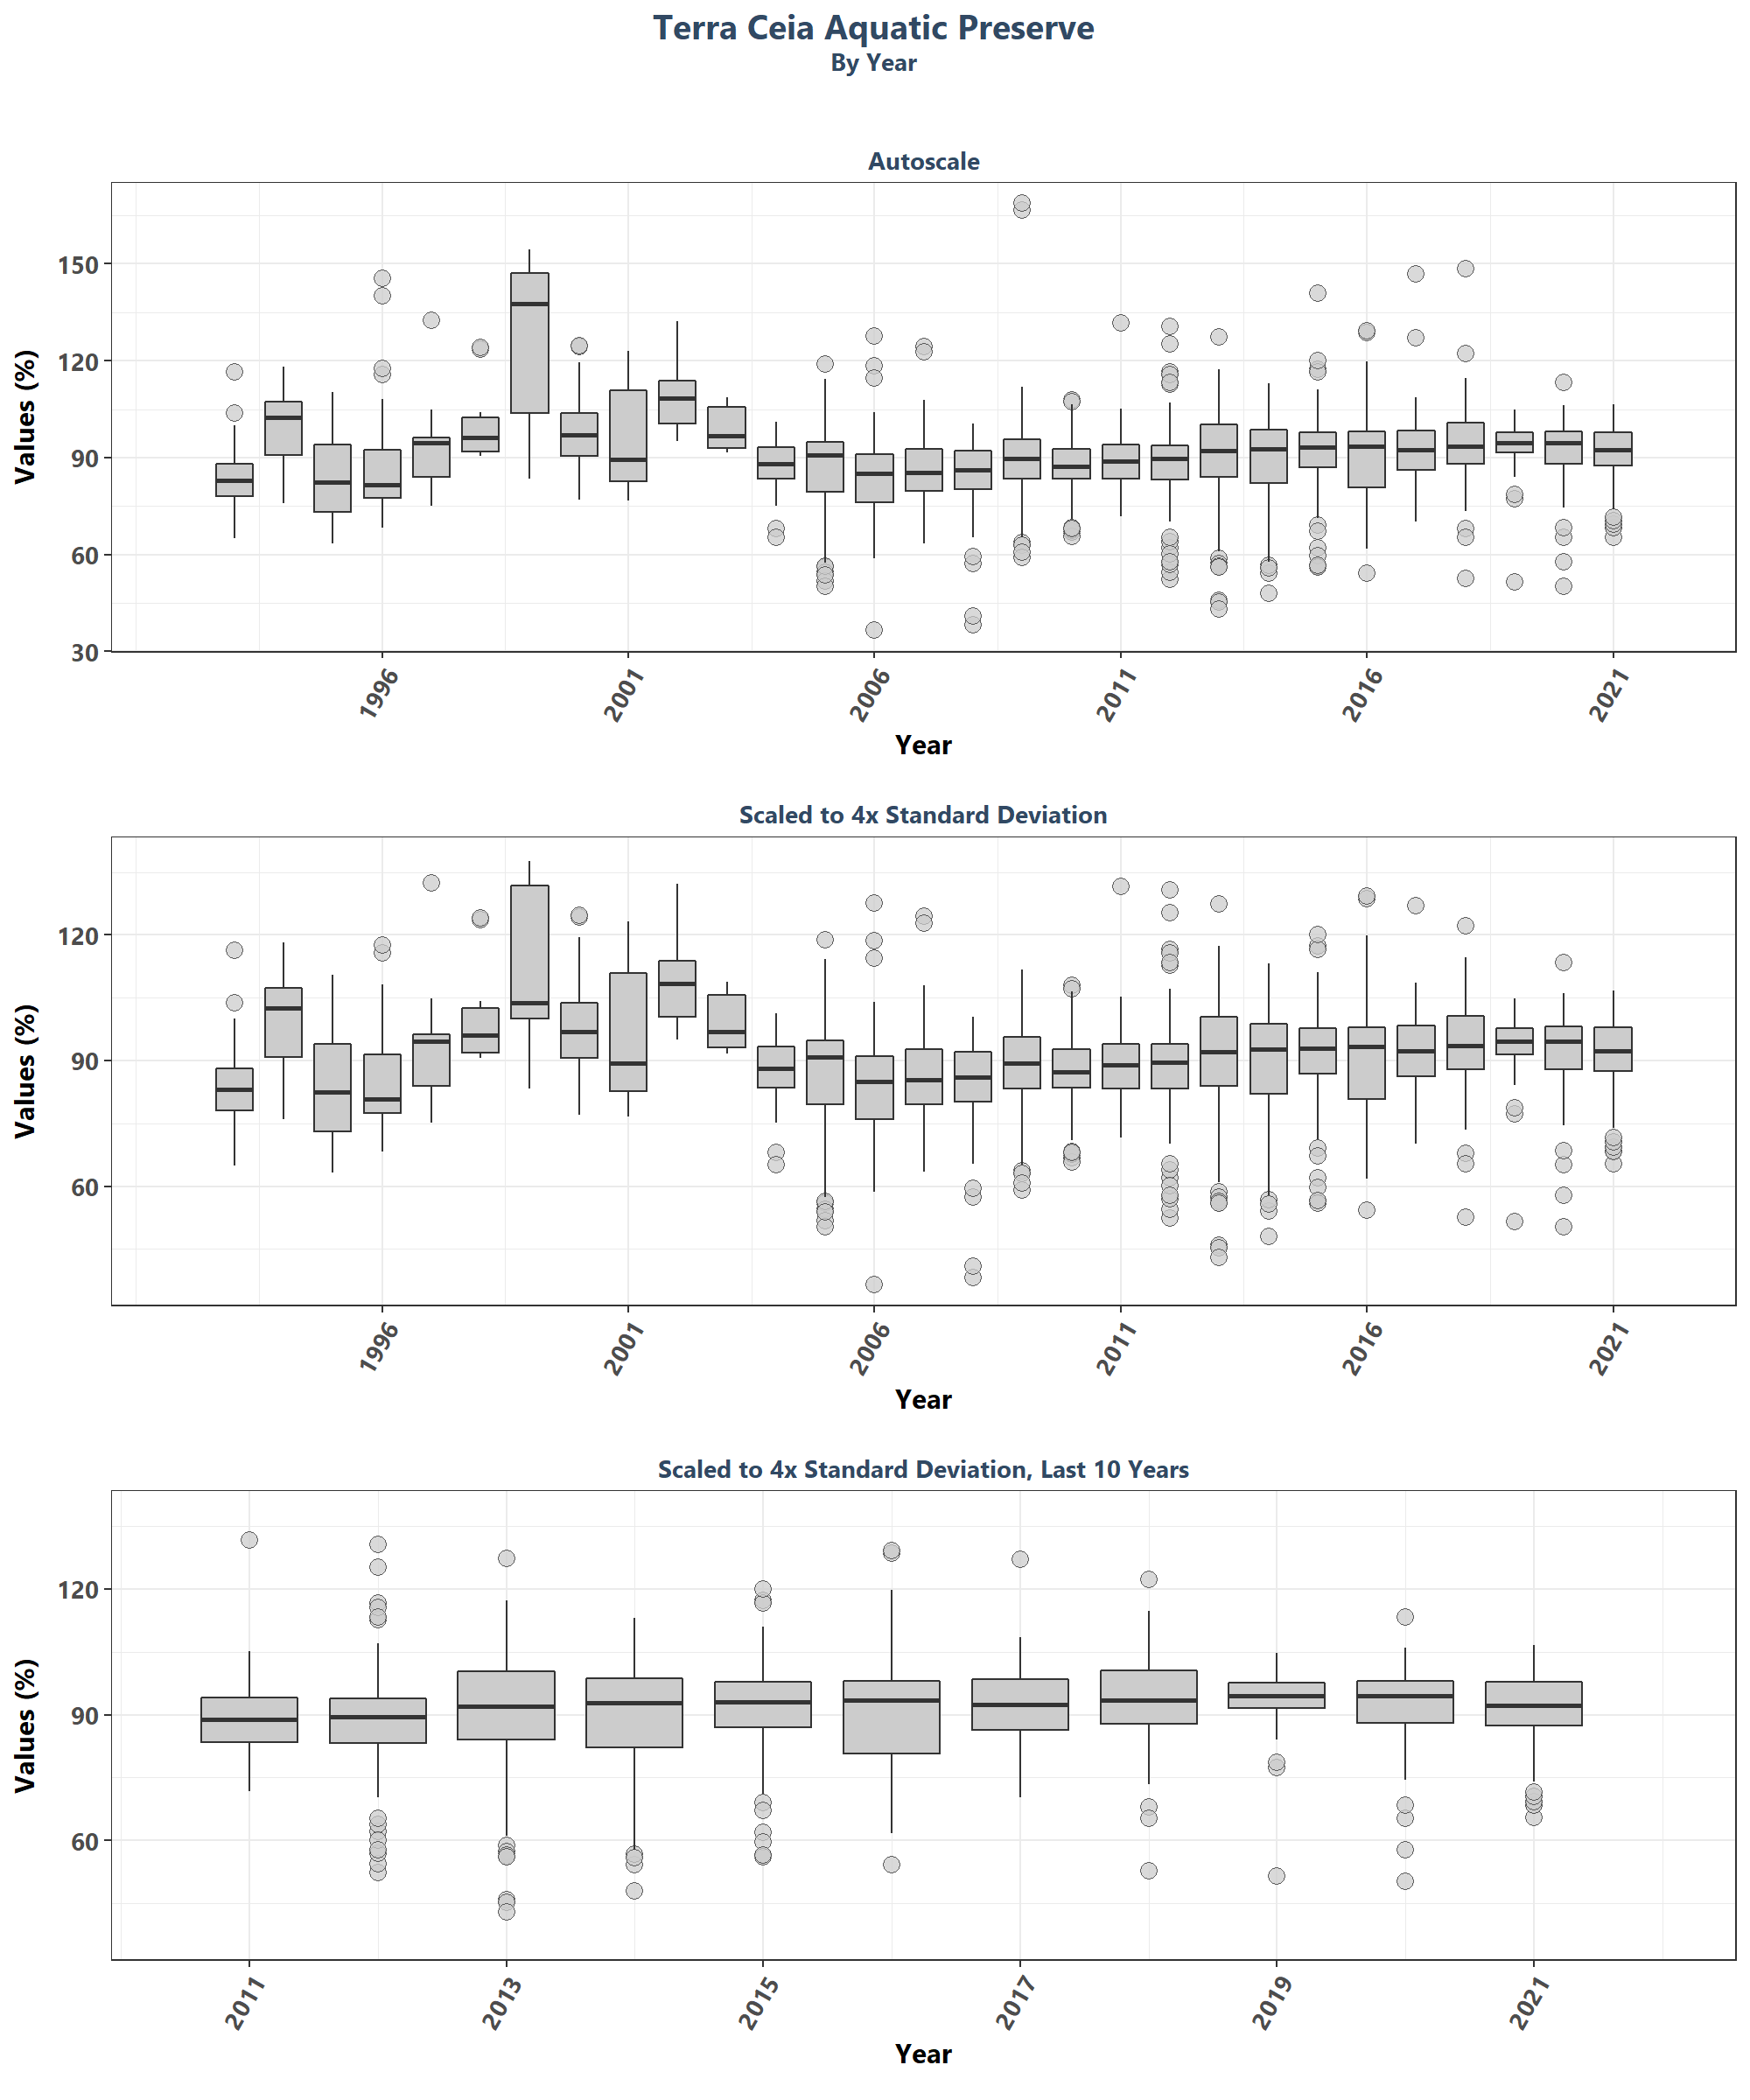 Terra Ceia Aquatic Preserve
By Year
Autoscale
Values (%)
150
120
90
60
30
1996
2001
2006
2011
2016
2021
Year
Scaled to 4x Standard Deviation
Values (%)
120
90
60
1996
2001
2006
2011
2016
2021
Year
Scaled to 4x Standard Deviation, Last 10 Years
Values (%)
120
90
60
2011
2013
2015
2017
2019
2021
Year